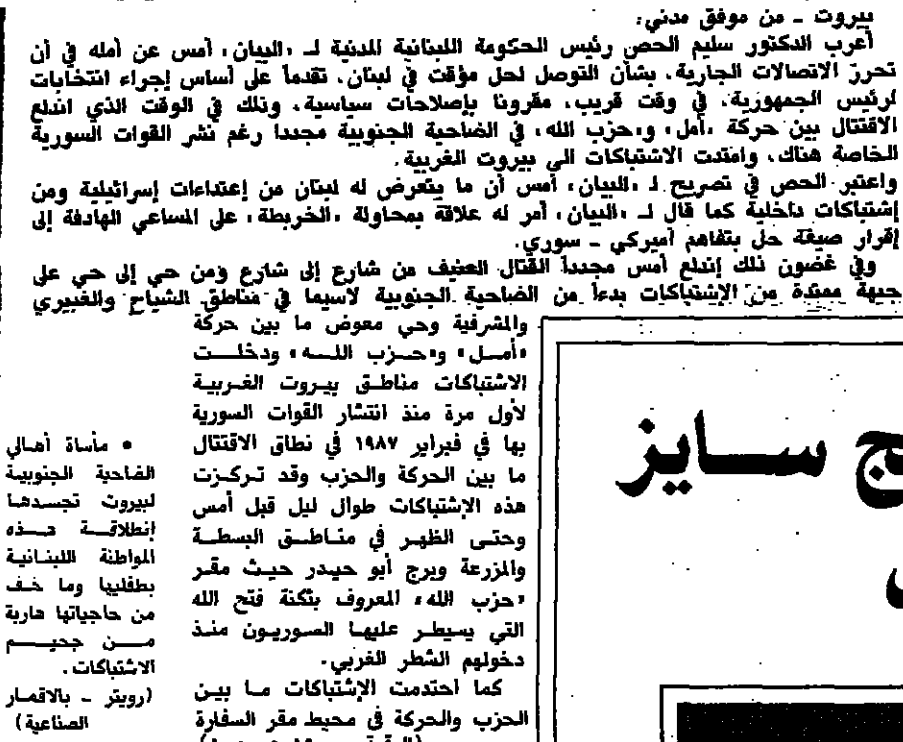 بيروت ـ من موفق مدني:
أعرب الدكتور سليم الحص رئيس الحكومة اللبنانية المدنية لـ «البيان» أمس عن أمله في أن
تحرز الاتصالات الجارية، بشأن التوصل لحل مؤقت في لبنان، تقدماً على أساس إجراء انتخابات
لرئيس الجمهورية، في وقت قريب، مقرونا بإصلاحات سياسية، وذلك في الوقت الذي اندلع
الاقتتال بين حركة «أمل» و«حزب الله» في الضاحية الجنوبية مجددا رغم نشر القوات السورية
الخاصة هناك، وامتدت الاشتباكات الى بيروت الغربية.
واعتبر الحص في تصريح لـ «البيان» أمس أن ما يتعرض له لبنان من إعتداءات إسرائيلية ومن
إشتباكات داخلية كما قال لـ «البيان» أمر له علاقة بمحاولة «الخربطة» على المساعي الهادفة إلى
إقرار صيغة حل بتفاهم أميركي ـ سوري.
وفي غضون ذلك إندلع أمس مجدداً القتال العنيف من شارع إلى شارع ومن حي إلى حي على
جبهة ممتدة من الإشتباكات بدءاً من الضاحية الجنوبية لاسيما في مناطق الشياح والغبيري
والمشرفية وحي معوض ما بين حركة
«أمــل» و«حــزب اللــه» ودخلــت
الاشتباكات مناطق بيروت الغربية
لأول مرة منذ انتشار القوات السورية
بها في فبراير ١٩٨٧ في نطاق الاقتتال
ما بين الحركة والحزب وقد تركزت
هذه الإشتباكات طوال ليل قبل أمس
وحتى الظهر في مناطق البسطة
والمزرعة وبرج أبو حيدر حيث مقر
«حزب الله» المعروف بثكنة فتح الله
التي يسيطر عليها السوريون منذ
دخولهم الشطر الغربي.
كما احتدمت الإشتباكات ما بين
الحزب والحركة في محيط مقر السفارة
• مأساة أهالي
الضاحية الجنوبية
لبيروت تجسدها
إنطلاقة هذه
المواطنة اللبنانية
بطفليها وما خف
من حاجياتها هاربة
من جحيم
الاشتباكات.
(رويتر ـ بالاقمار
الصناعية)
ج ســايز